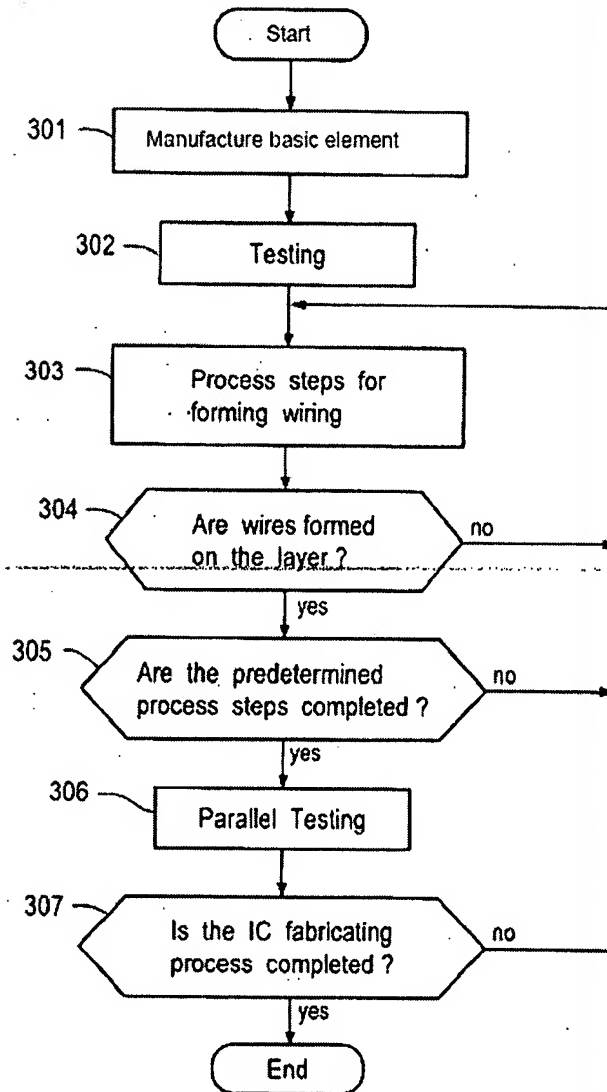 Start
301
Manufacture basic element
302
Testing
303
Process steps for
forming wiring
304
Are wires formed
on the layer ?
no
yes
305
Are the predetermined
process steps completed ?
no
yes
306
Parallel Testing
307
Is the IC fabricating
process completed ?
no
yes
End